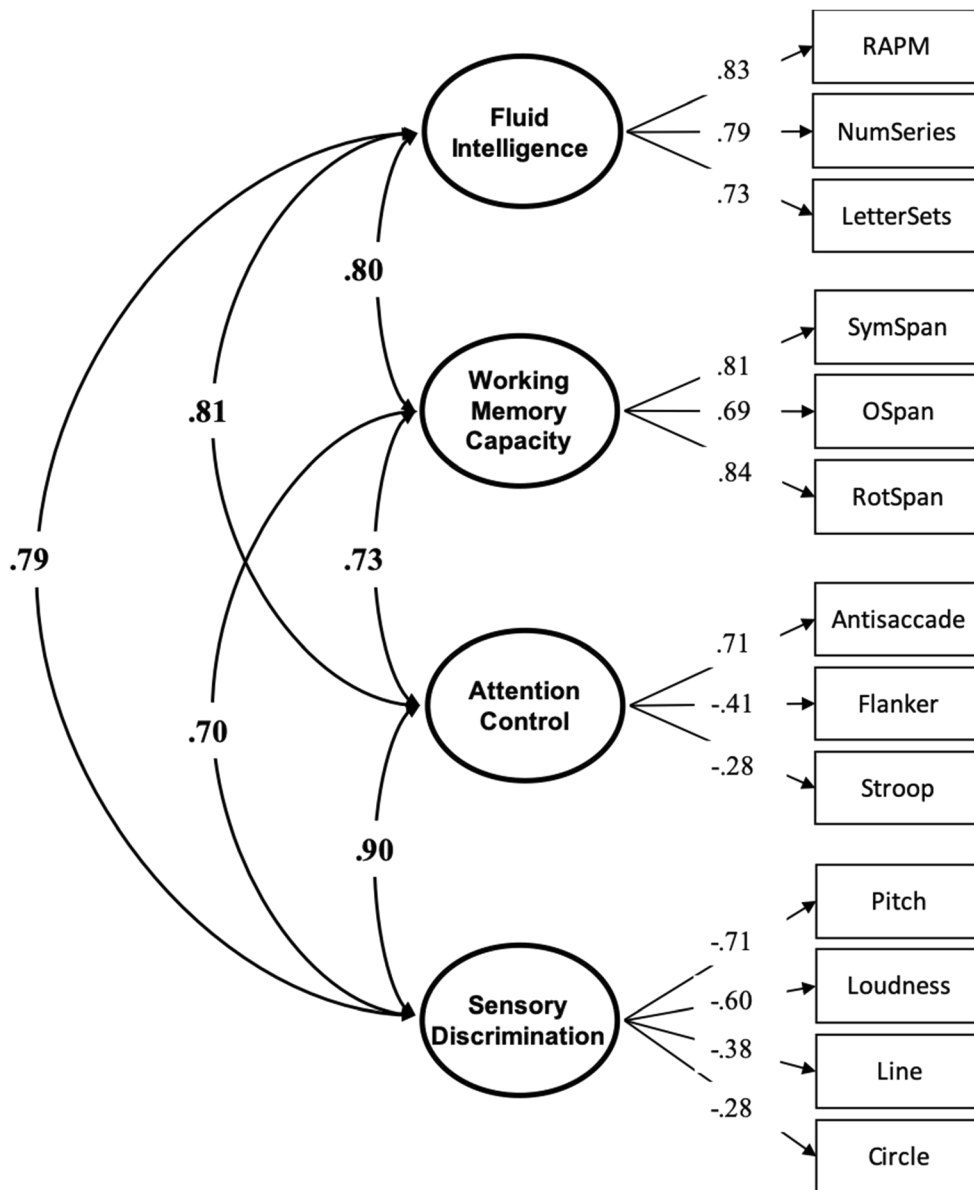 RAPM
.83
Fluid
Intelligence
.79
NumSeries
.73
LetterSets
.80
SymSpan
.81
Working
Memory
Capacity
.81
.69
OSpan
.84
RotSpan
.79
.73
Antisaccade
.71
Attention
Control
-.41
Flanker
.70
-.28
Stroop
.90
Pitch
-.71
Sensory
Discrimination
-.60
Loudness
-.38
Line
-.28
Circle